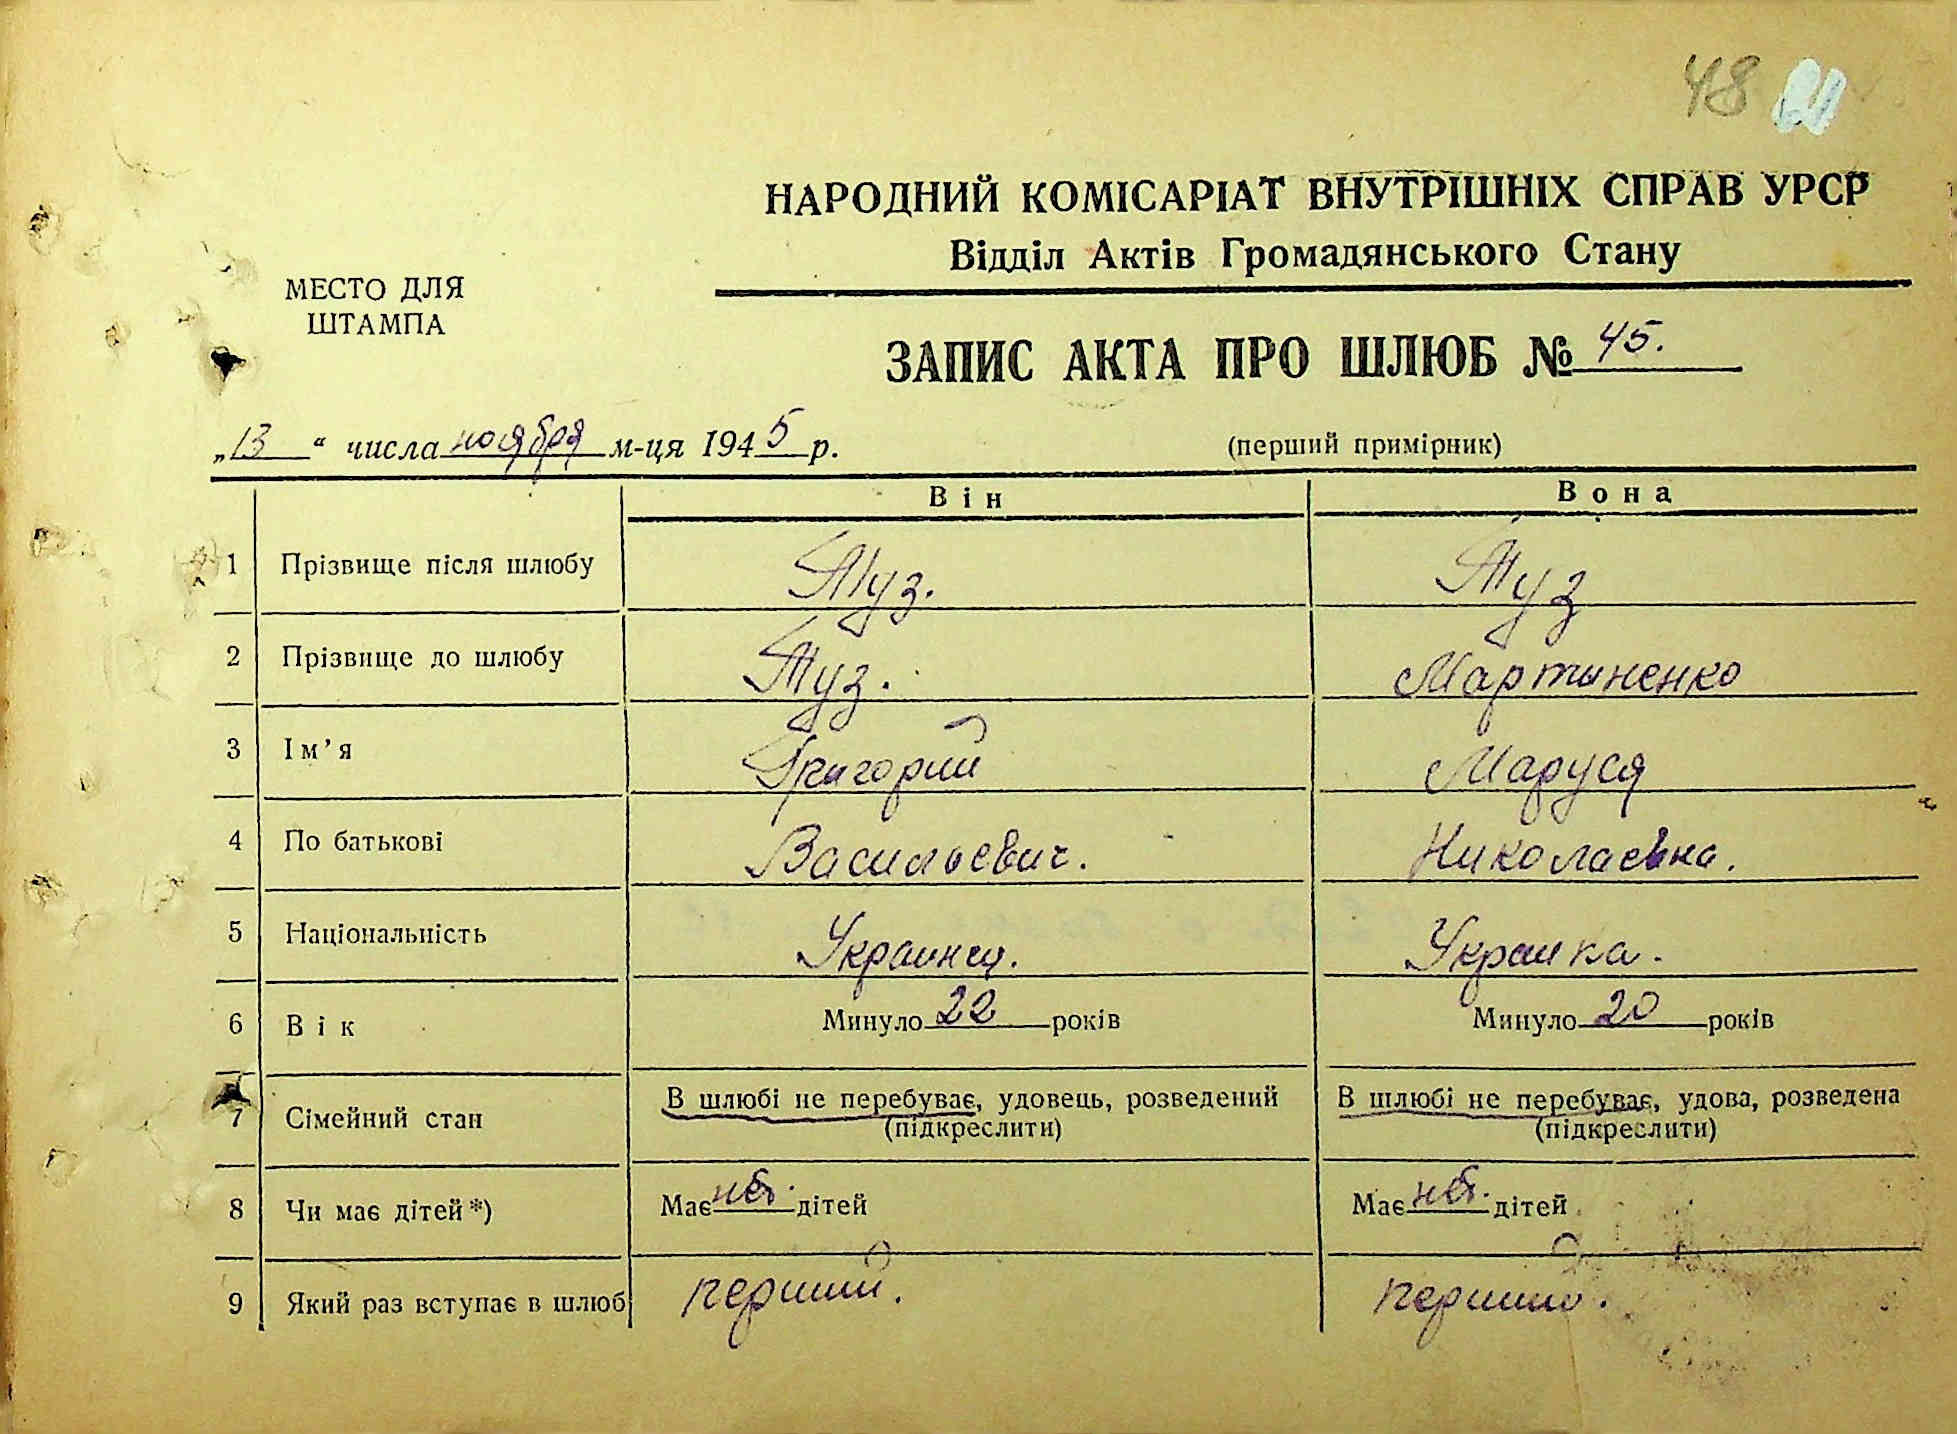 48
НАРОДНИЙ КОМІСАРІАТ ВНУТРІШНІХ СПРАВ УРСР
Відділ Актів Громадянського Стану
МЕСТО ДЛЯ
ШТАМПА
ЗАПИС АКТА ПРО ШЛЮБ № 45.
„13“ числа ноября м-ця 1945 р.
(перший примірник)
Він Вона
1 Прізвище після шлюбу Туз. Туз
2 Прізвище до шлюбу Туз. Мартыненко
3 Ім’я Григорий Маруся
4 По батькові Васильевич. Николаевна.
5 Національність Украинец. Украинка.
6 Вік Минуло 22 років Минуло 20 років
7 Сімейний стан В шлюбі не перебуває, удовець, розведений В шлюбі не перебуває, удова, розведена
(підкреслити) (підкреслити)
8 Чи має дітей*) Має нет. дітей Має нет. дітей
9 Який раз вступає в шлюб перший. перший.